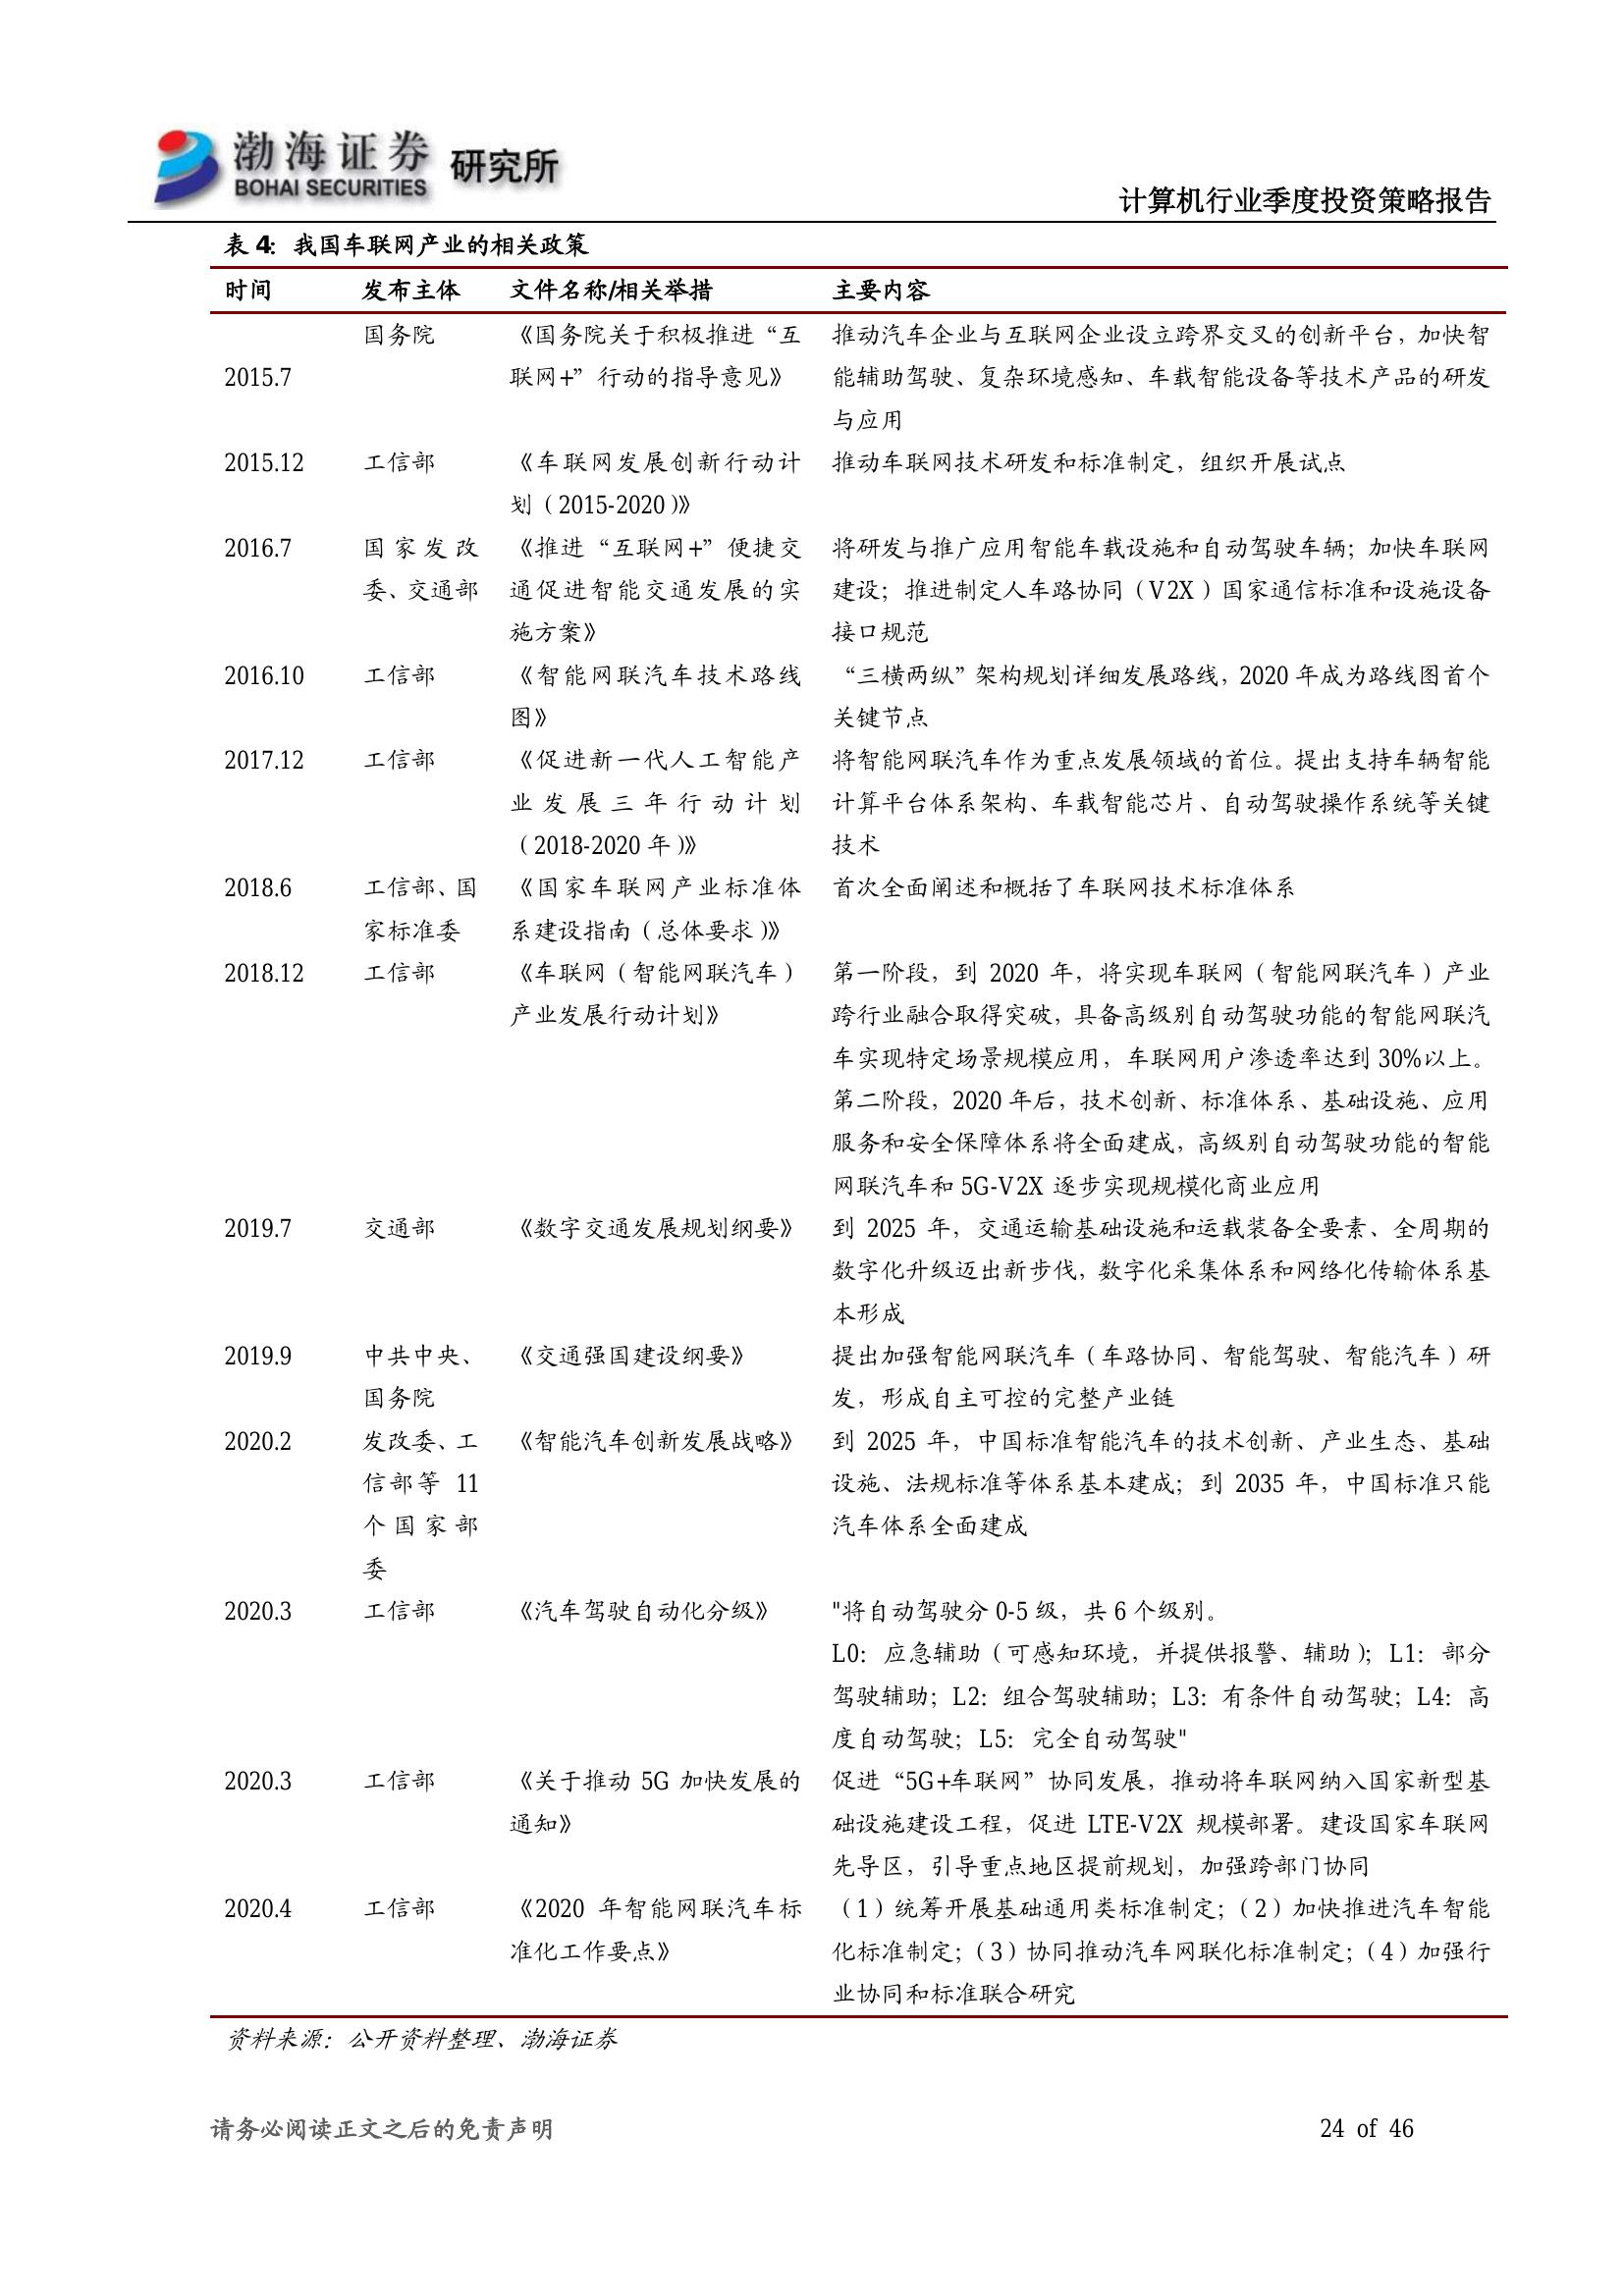 渤海证券 研究所
BOHAI SECURITIES
计算机行业季度投资策略报告
表 4：我国车联网产业的相关政策
时间 发布主体 文件名称/相关举措 主要内容
国务院 《国务院关于积极推进“互 推动汽车企业与互联网企业设立跨界交叉的创新平台，加快智
2015.7 联网+”行动的指导意见》 能辅助驾驶、复杂环境感知、车载智能设备等技术产品的研发
与应用
2015.12 工信部 《车联网发展创新行动计 推动车联网技术研发和标准制定，组织开展试点
划（2015-2020）》
2016.7 国家发改 《推进“互联网+”便捷交 将研发与推广应用智能车载设施和自动驾驶车辆；加快车联网
委、交通部 通促进智能交通发展的实 建设；推进制定人车路协同（V2X）国家通信标准和设施设备
施方案》 接口规范
2016.10 工信部 《智能网联汽车技术路线 “三横两纵”架构规划详细发展路线，2020 年成为路线图首个
图》 关键节点
2017.12 工信部 《促进新一代人工智能产 将智能网联汽车作为重点发展领域的首位。提出支持车辆智能
业发展三年行动计划 计算平台体系架构、车载智能芯片、自动驾驶操作系统等关键
（2018-2020 年）》 技术
2018.6 工信部、国 《国家车联网产业标准体 首次全面阐述和概括了车联网技术标准体系
家标准委 系建设指南（总体要求）》
2018.12 工信部 《车联网（智能网联汽车） 第一阶段，到 2020 年，将实现车联网（智能网联汽车）产业
产业发展行动计划》 跨行业融合取得突破，具备高级别自动驾驶功能的智能网联汽
车实现特定场景规模应用，车联网用户渗透率达到 30%以上。
第二阶段，2020 年后，技术创新、标准体系、基础设施、应用
服务和安全保障体系将全面建成，高级别自动驾驶功能的智能
网联汽车和 5G-V2X 逐步实现规模化商业应用
2019.7 交通部 《数字交通发展规划纲要》 到 2025 年，交通运输基础设施和运载装备全要素、全周期的
数字化升级迈出新步伐，数字化采集体系和网络化传输体系基
本形成
2019.9 中共中央、 《交通强国建设纲要》 提出加强智能网联汽车（车路协同、智能驾驶、智能汽车）研
国务院 发，形成自主可控的完整产业链
2020.2 发改委、工 《智能汽车创新发展战略》 到 2025 年，中国标准智能汽车的技术创新、产业生态、基础
信部等 11 设施、法规标准等体系基本建成；到 2035 年，中国标准只能
个国家部 汽车体系全面建成
委
2020.3 工信部 《汽车驾驶自动化分级》 "将自动驾驶分 0-5 级，共 6 个级别。
L0：应急辅助（可感知环境，并提供报警、辅助）；L1：部分
驾驶辅助；L2：组合驾驶辅助；L3：有条件自动驾驶；L4：高
度自动驾驶；L5：完全自动驾驶"
2020.3 工信部 《关于推动 5G 加快发展的 促进“5G+车联网”协同发展，推动将车联网纳入国家新型基
通知》 础设施建设工程，促进 LTE-V2X 规模部署。建设国家车联网
先导区，引导重点地区提前规划，加强跨部门协同
2020.4 工信部 《2020 年智能网联汽车标 （1）统筹开展基础通用类标准制定；（2）加快推进汽车智能
准化工作要点》 化标准制定；（3）协同推动汽车网联化标准制定；（4）加强行
业协同和标准联合研究
资料来源：公开资料整理、渤海证券
请务必阅读正文之后的免责声明 24 of 46